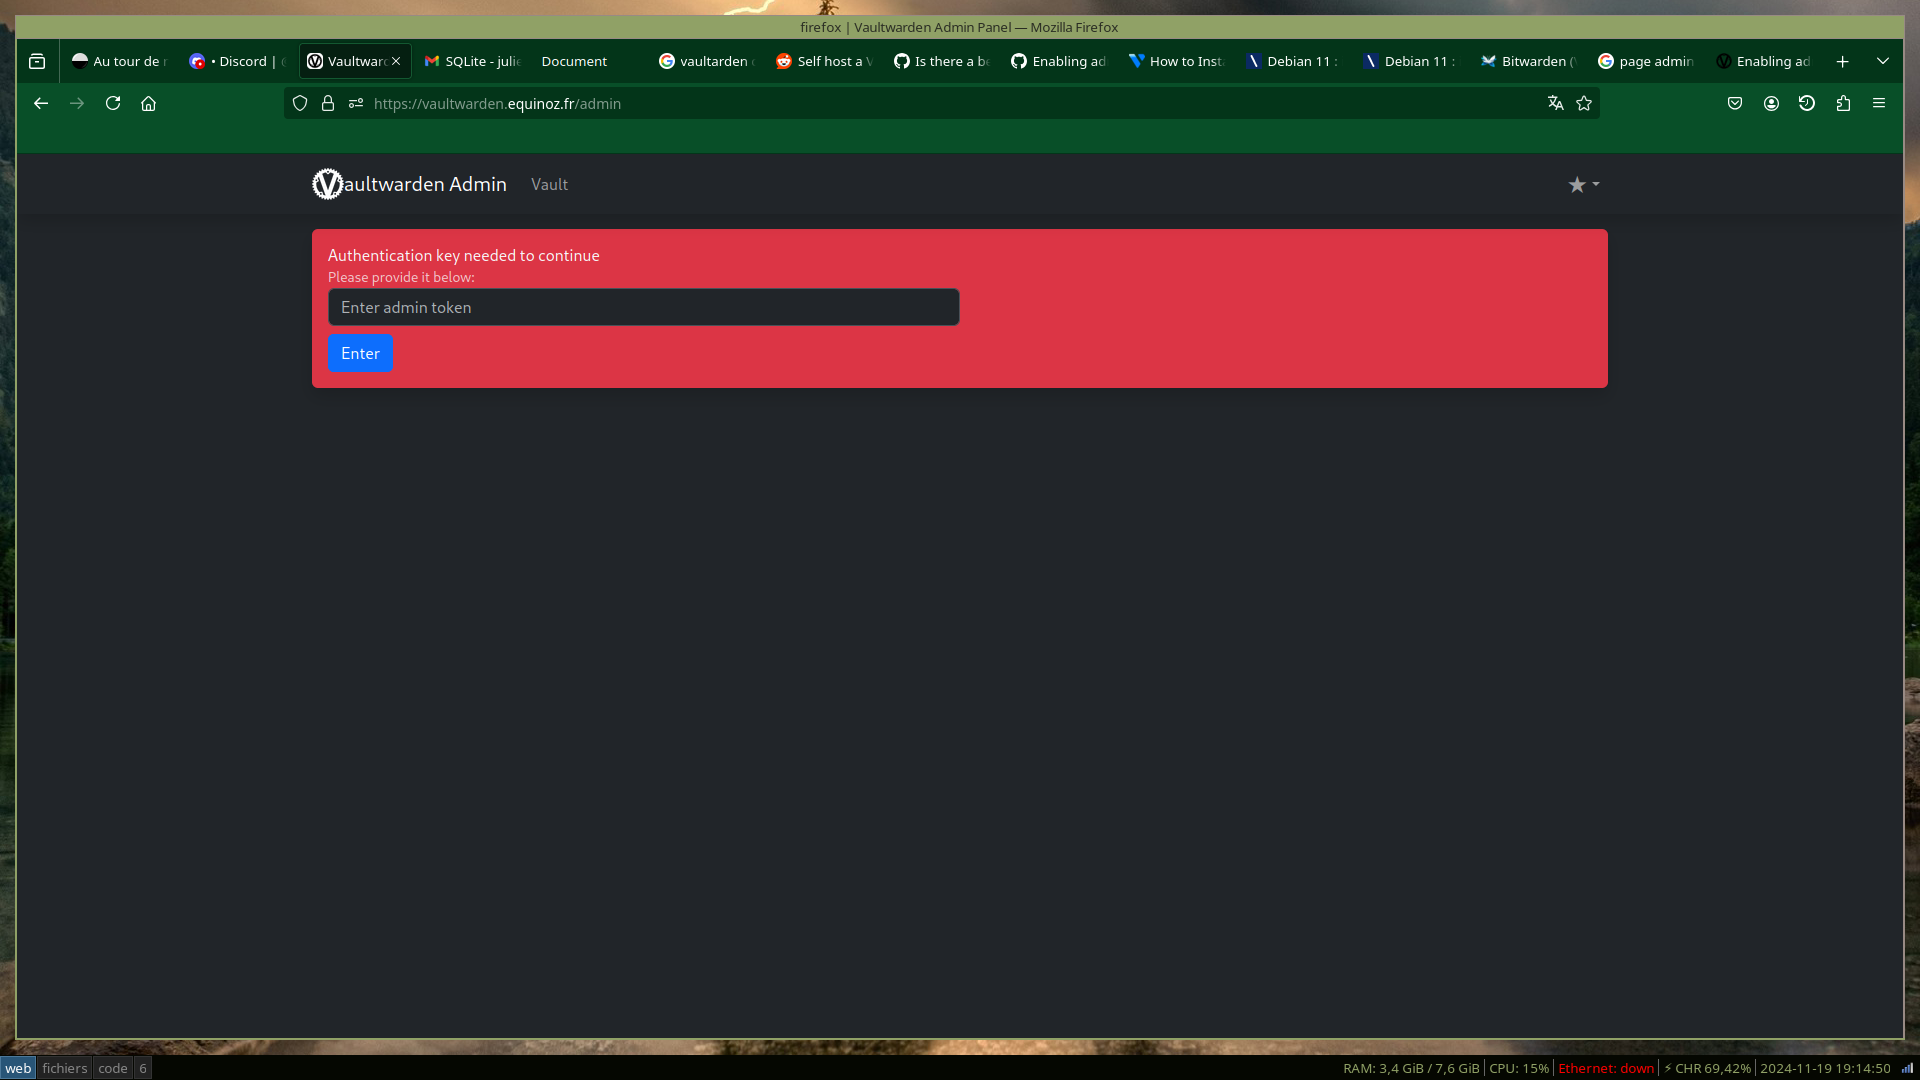 firefox | Vaultwarden Admin Panel — Mozilla Firefox
Au tour de
• Discord |
Vaultwar
SQLite - julie
Document
vaultarden
Self host a V
Is there a be
Enabling ad
How to Insta
Debian 11 :
Debian 11 :
Bitwarden (
page admin
Enabling ad
https://vaultwarden.equinoz.fr/admin
Vaultwarden Admin Vault
Authentication key needed to continue
Please provide it below:
Enter admin token
Enter
web fichiers code 6 RAM: 3,4 GiB / 7,6 GiB | CPU: 15% | Ethernet: down | ⚡ CHR 69,42% | 2024-11-19 19:14:50